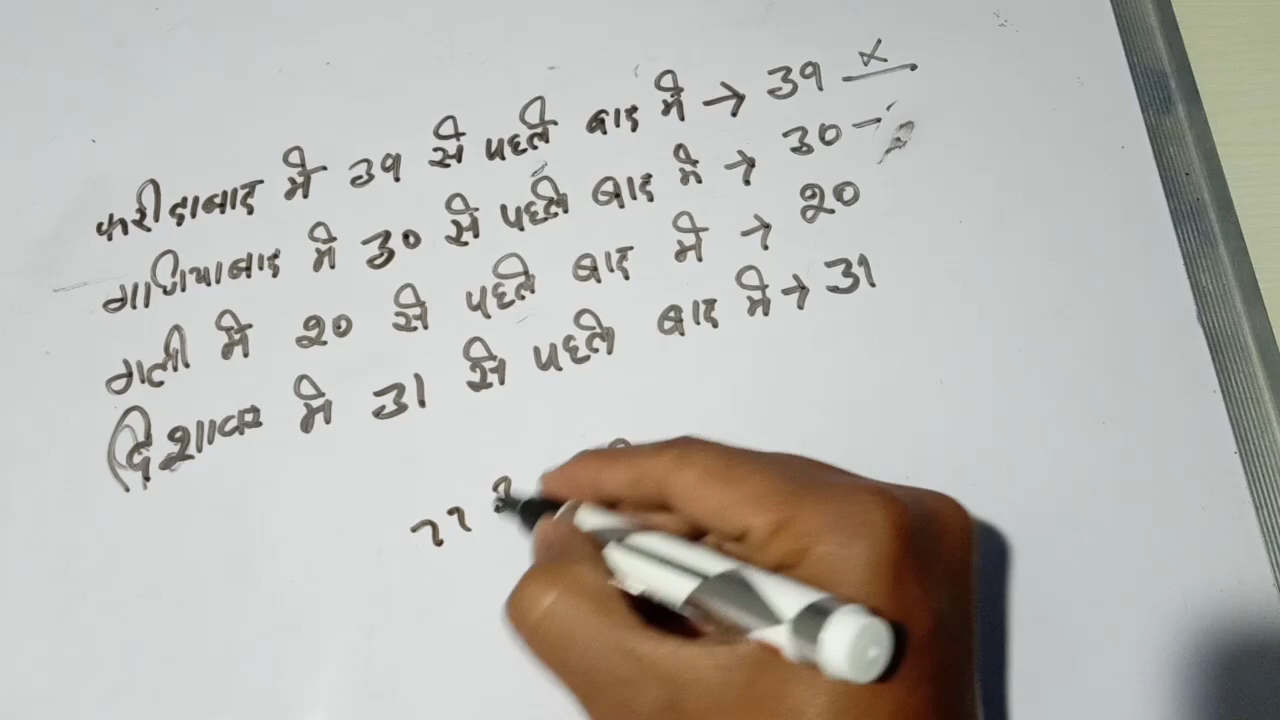 फरीदाबाद में 39 से पहले बाद में → 39 ×
गाजियाबाद में 30 से पहले बाद में → 30 -
गली में 20 से पहले बाद में → 20
दिशावर में 31 से पहले बाद में → 31